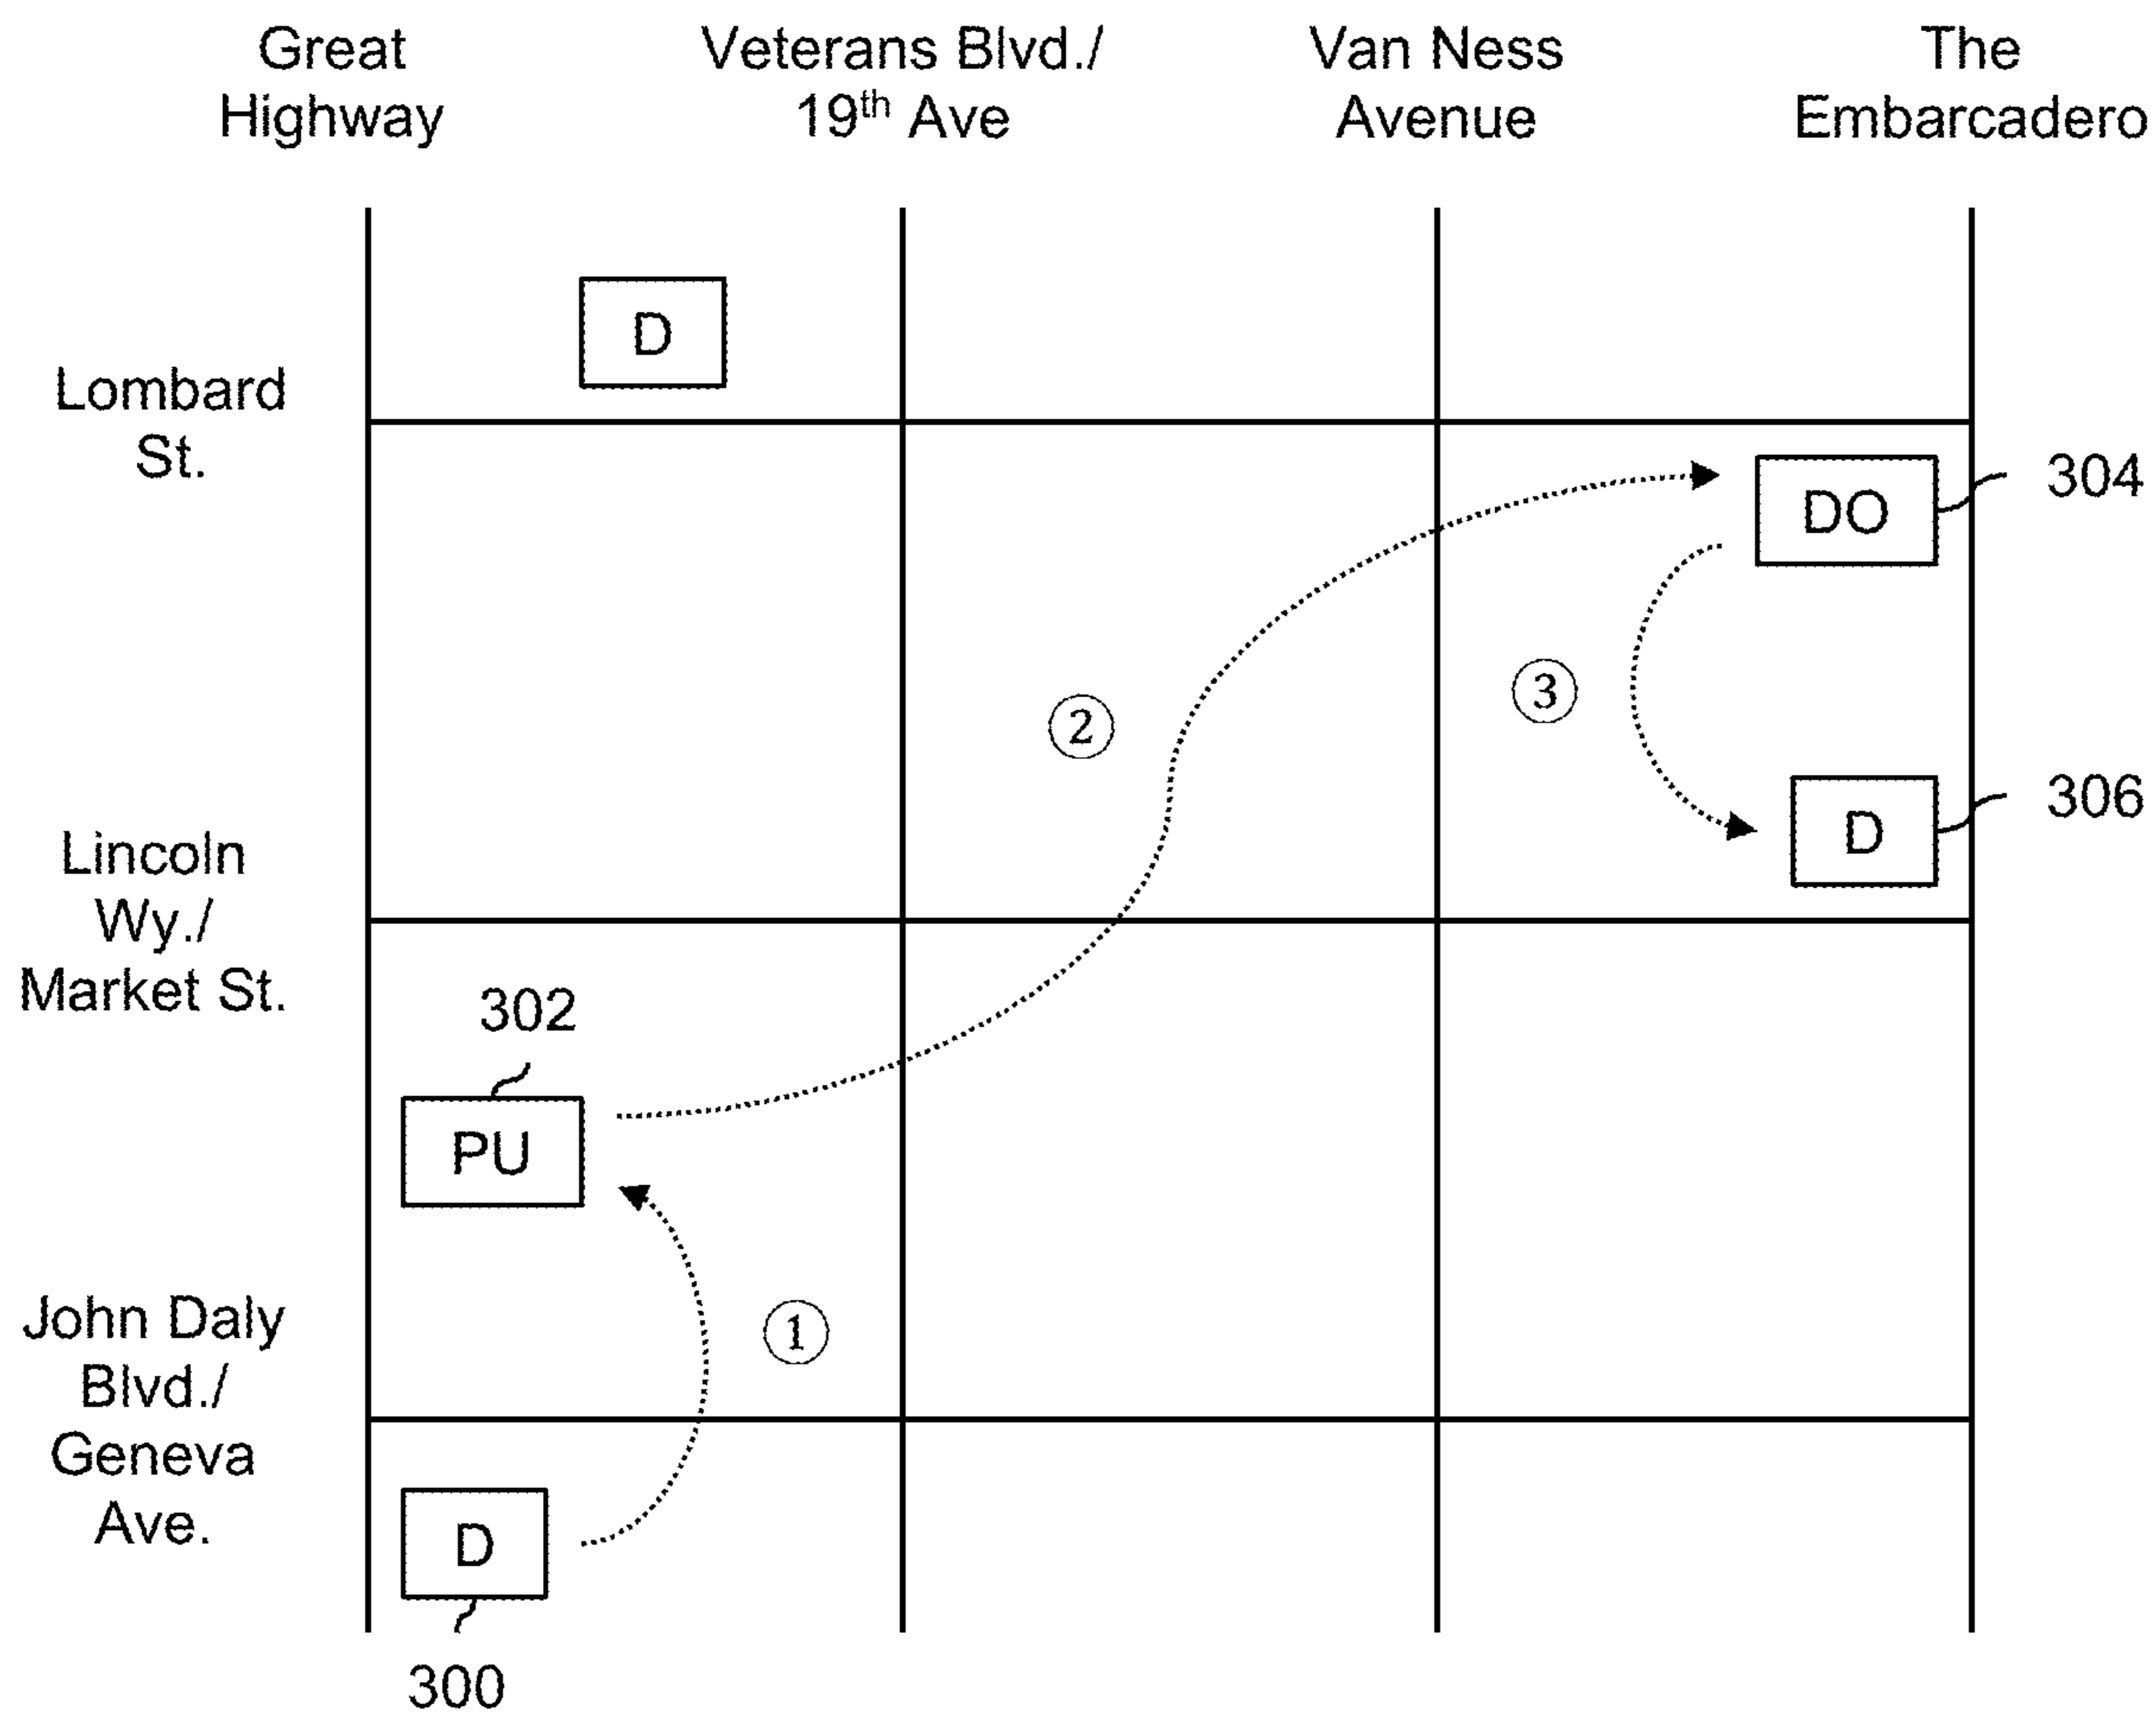 Great
Highway
Veterans Blvd./
19th Ave
Van Ness
Avenue
The
Embarcadero
D
Lombard
St.
DO
304
3
2
D
306
Lincoln
Wy./
Market St.
302
PU
John Daly
Blvd./
Geneva
Ave.
1
D
300